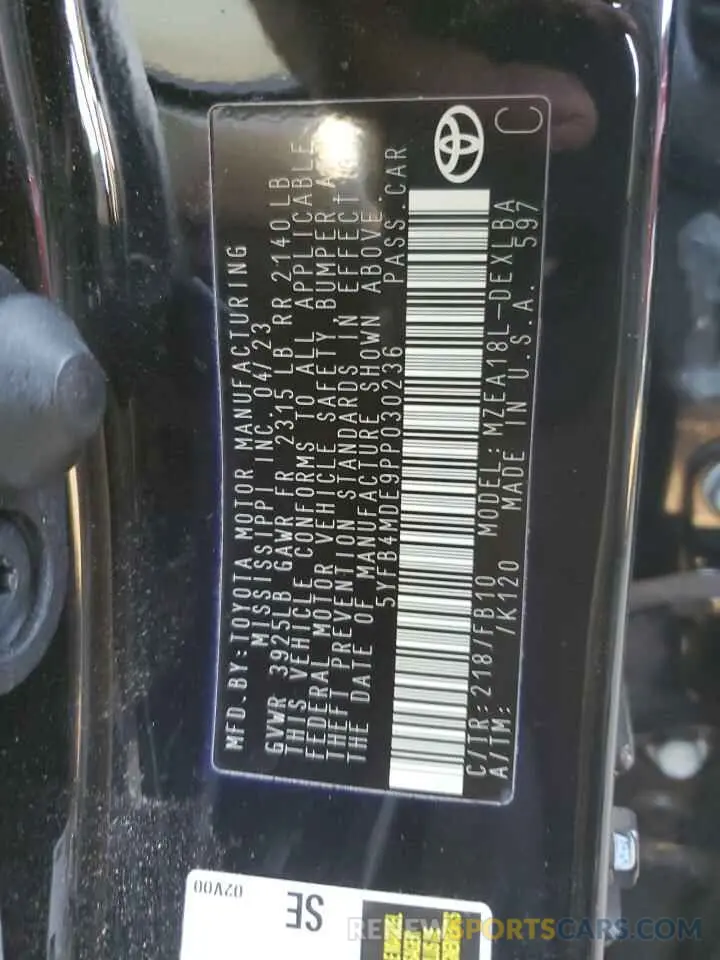 MFD.BY:TOYOTA MOTOR MANUFACTURING
MISSISSIPPI INC. 04/23
GVWR 3925LB GAWR FR 2315 LB RR 2140 LB
THIS VEHICLE CONFORMS TO ALL APPLICABLE
FEDERAL MOTOR VEHICLE SAFETY, BUMPER, A
THEFT PREVENTION STANDARDS IN EFFECT
THE DATE OF MANUFACTURE SHOWN ABOVE.
5YFB4MDE9PP030236 PASS.CAR
C/TR:218/FB10 MODEL:MZEA18L-DEXLBA
A/TM: /K120 MADE IN U.S.A. 597
C
SE
02V00
RENEWSPORTSCARS.COM